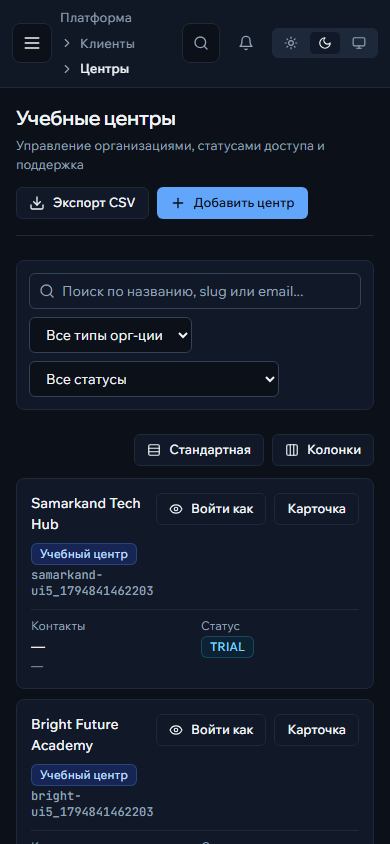 Платформа
Клиенты
Центры
Учебные центры
Управление организациями, статусами доступа и
поддержка
Экспорт CSV
Добавить центр
Поиск по названию, slug или email...
Все типы орг-ции
Все статусы
Стандартная
Колонки
Samarkand Tech
Hub
Войти как
Карточка
Учебный центр
samarkand-
ui5_1794841462203
Контакты
Статус
—
TRIAL
—
Bright Future
Academy
Войти как
Карточка
Учебный центр
bright-
ui5_1794841462203